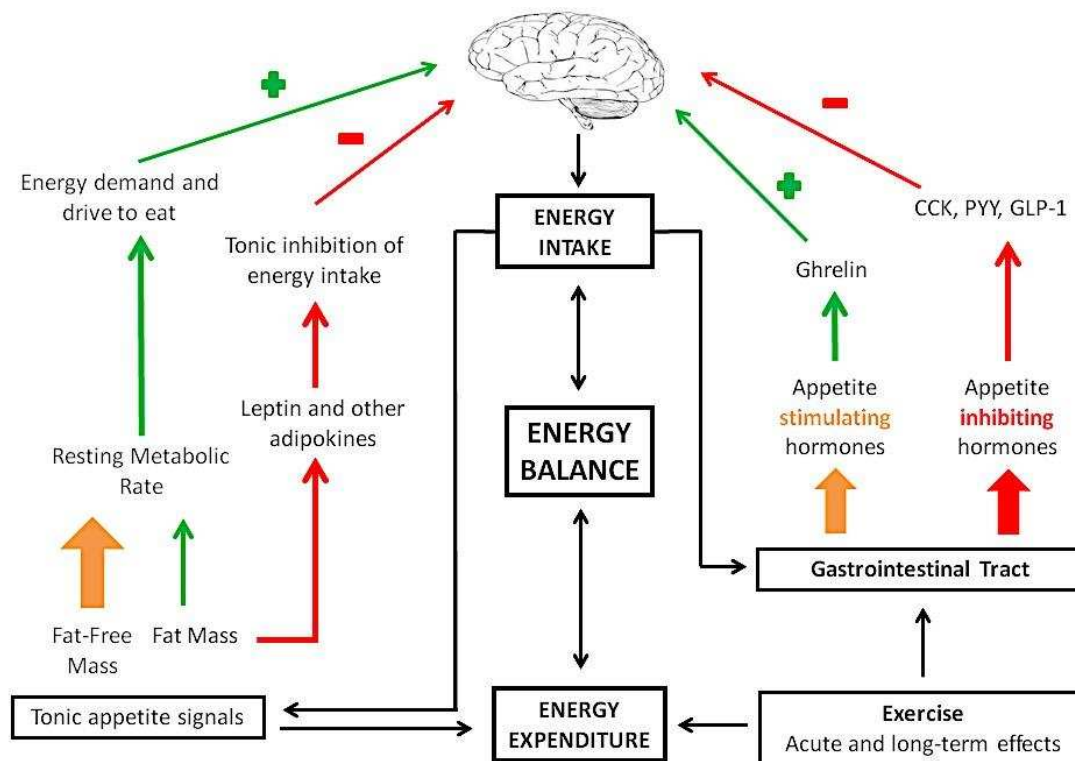 +
-
-
+
Energy demand and
drive to eat
Tonic inhibition of
energy intake
Leptin and other
adipokines
Resting Metabolic
Rate
Fat-Free
Mass
Fat Mass
Tonic appetite signals
ENERGY
INTAKE
ENERGY
BALANCE
ENERGY
EXPENDITURE
CCK, PYY, GLP-1
Ghrelin
Appetite
stimulating
hormones
Appetite
inhibiting
hormones
Gastrointestinal Tract
Exercise
Acute and long-term effects